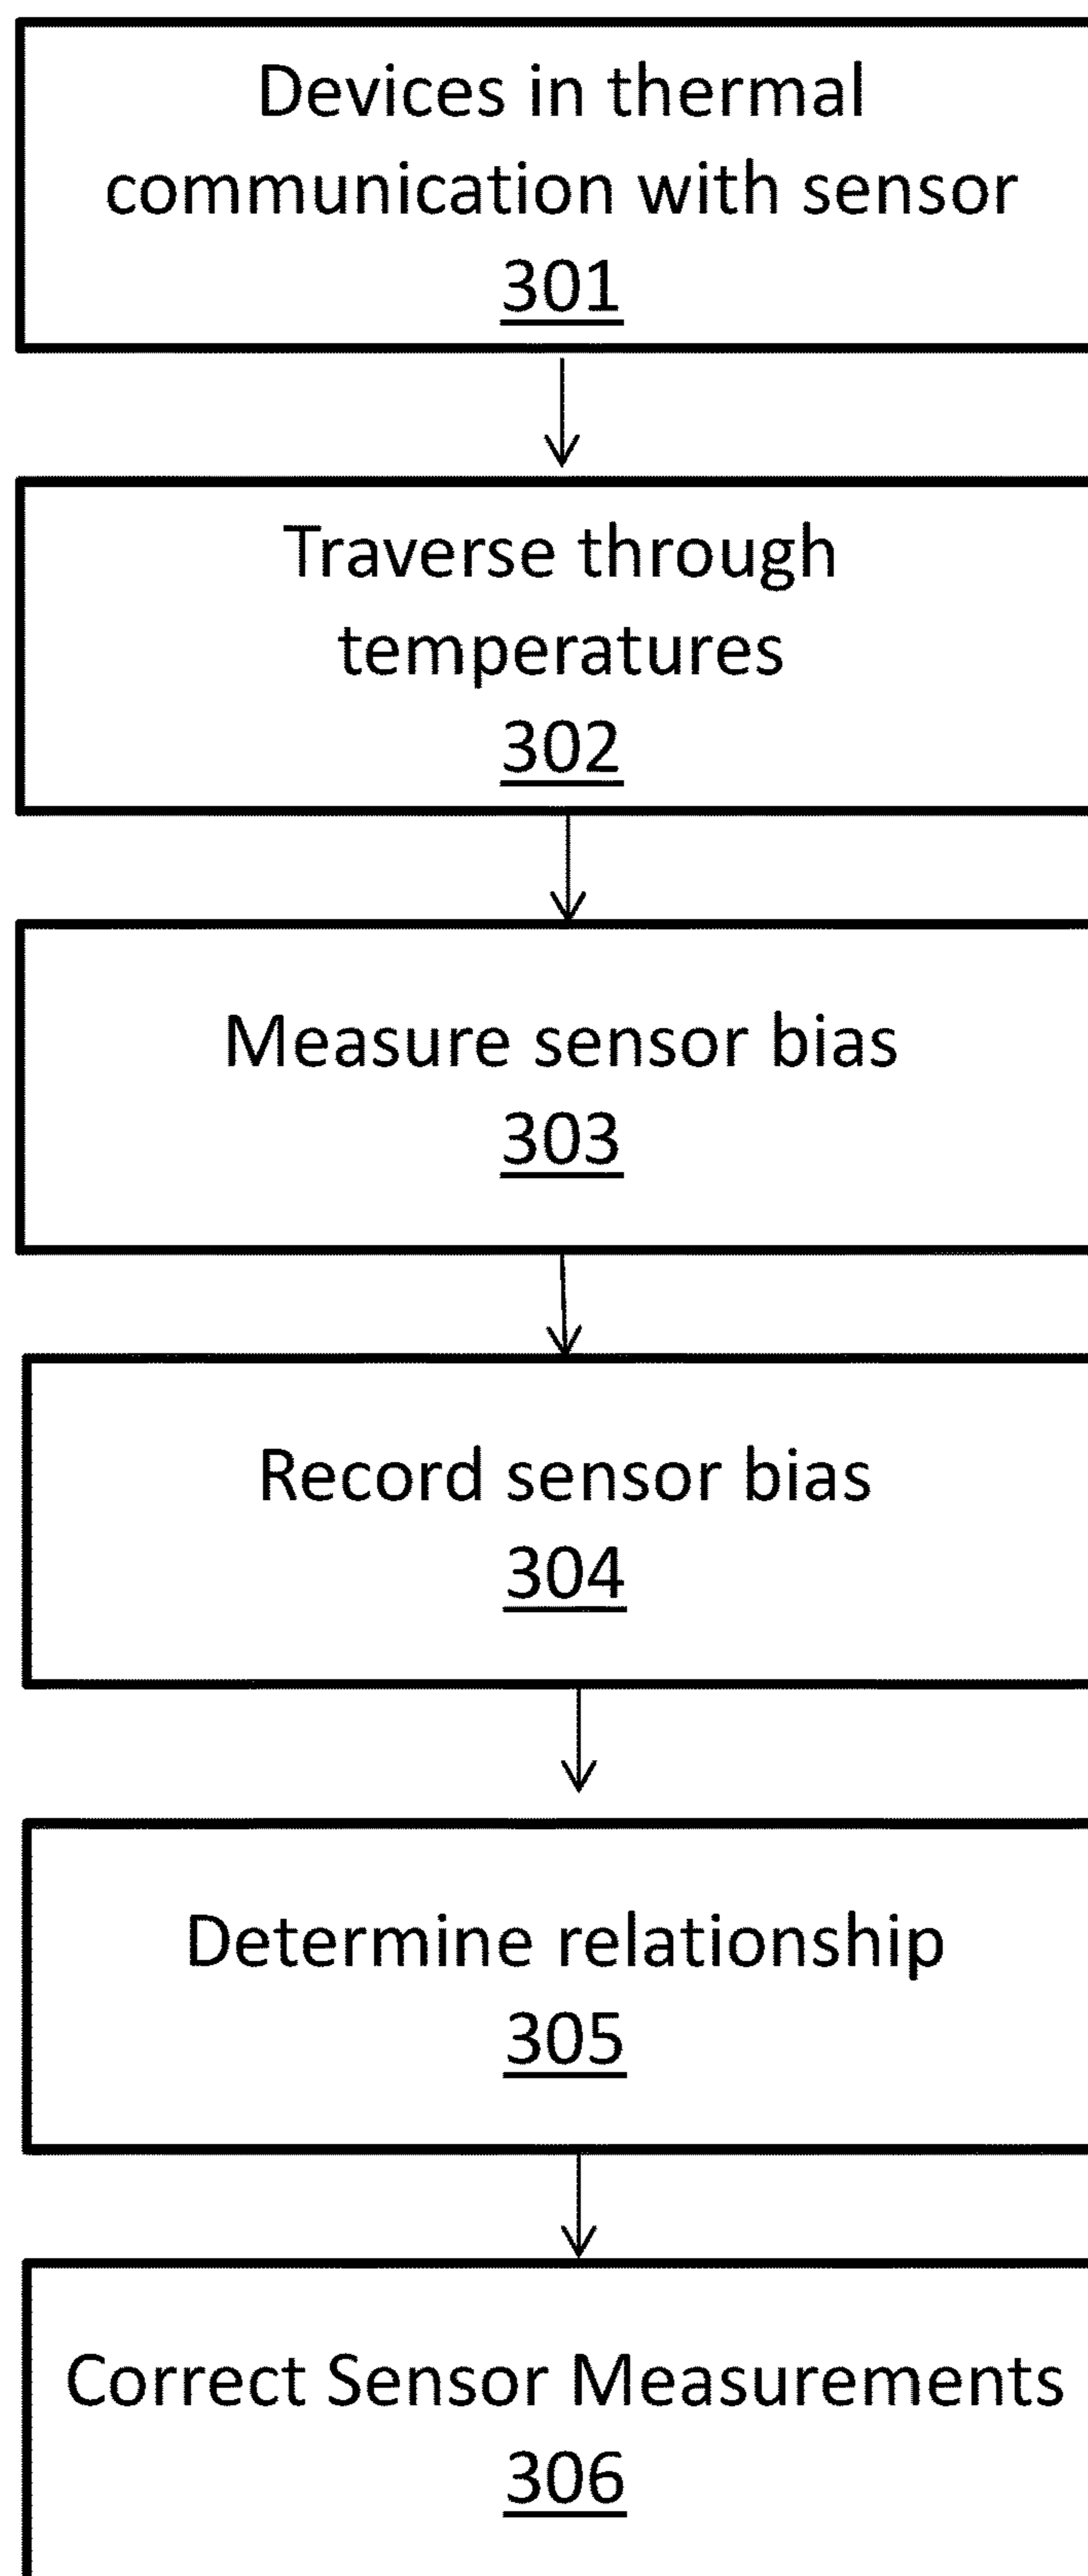 Devices in thermal
communication with sensor
301
Traverse through
temperatures
302
Measure sensor bias
303
Record sensor bias
304
Determine relationship
305
Correct Sensor Measurements
306